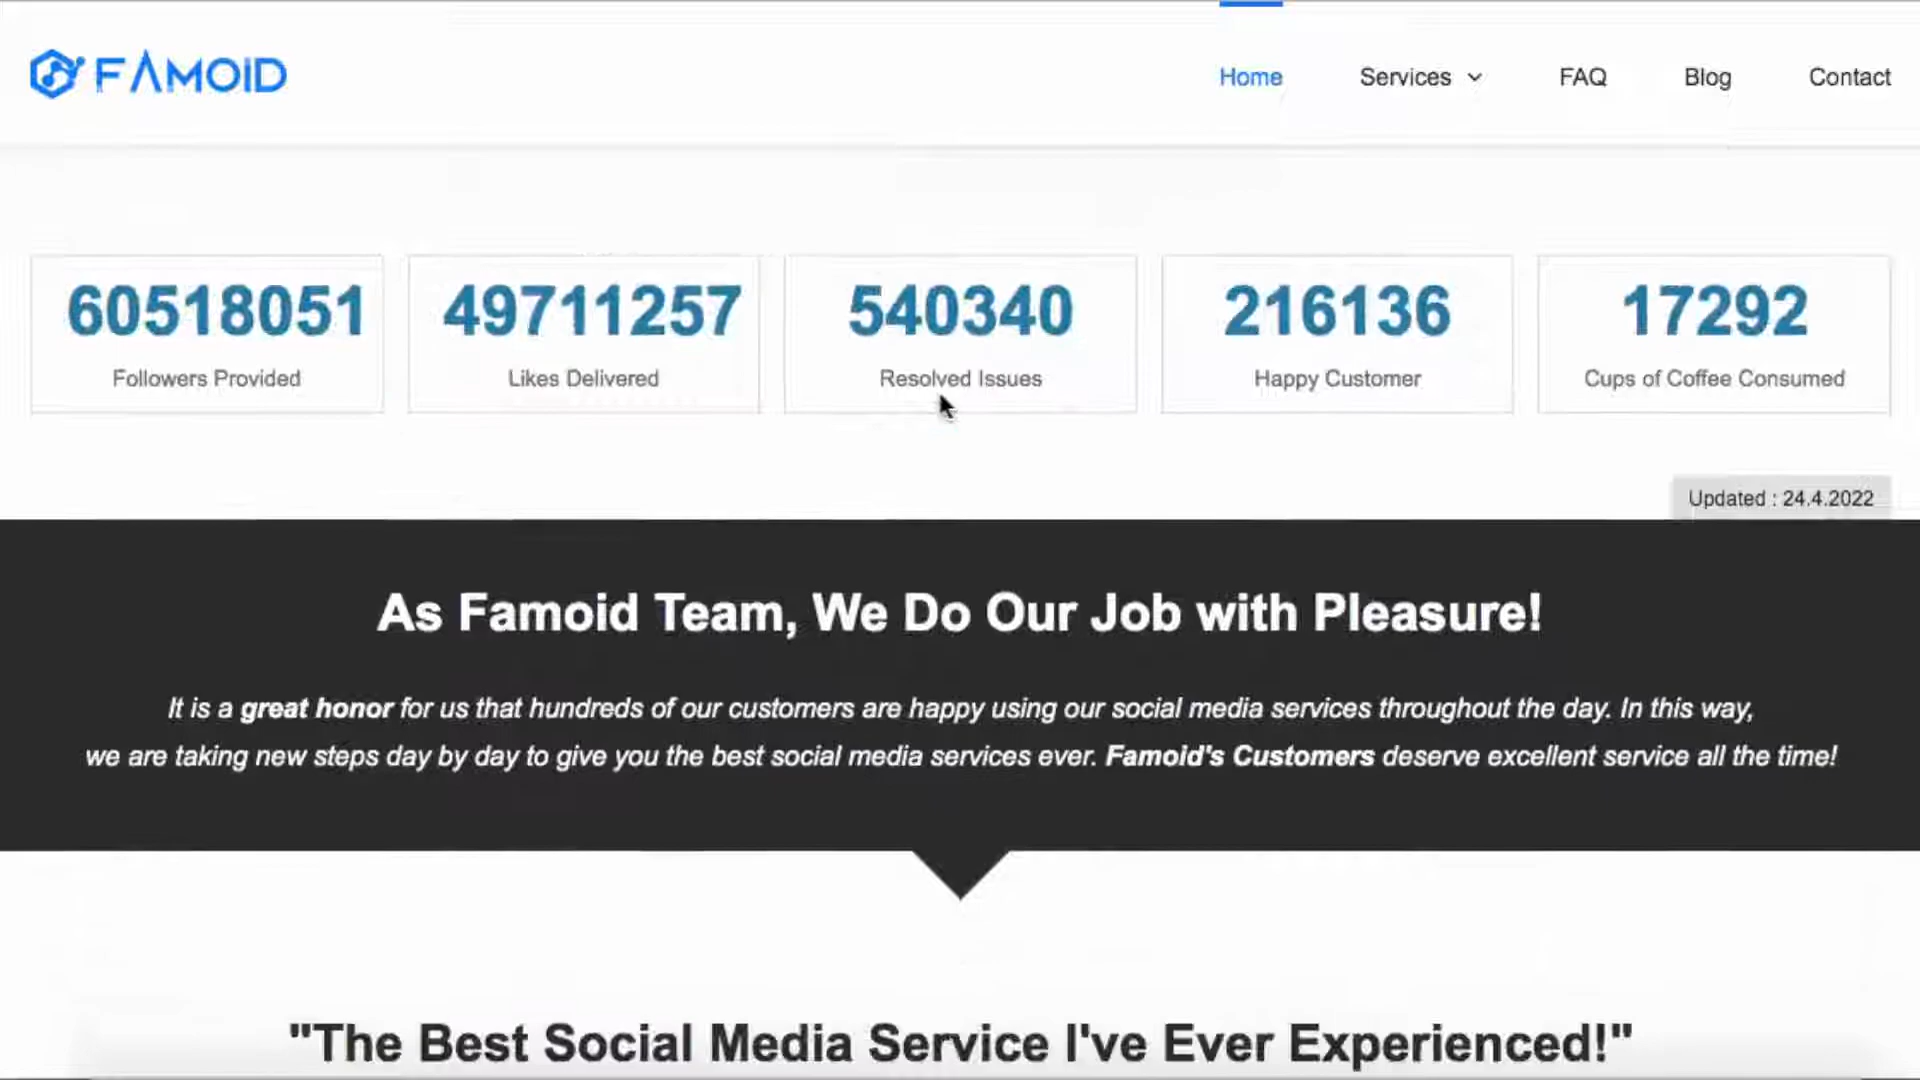 FAMOID
Home Services FAQ Blog Contact
60518051 49711257 540340 216136 17292
Followers Provided Likes Delivered Resolved Issues Happy Customer Cups of Coffee Consumed
Updated : 24.4.2022
As Famoid Team, We Do Our Job with Pleasure!
It is a great honor for us that hundreds of our customers are happy using our social media services throughout the day. In this way,
we are taking new steps day by day to give you the best social media services ever. Famoid's Customers deserve excellent service all the time!
"The Best Social Media Service I've Ever Experienced!"